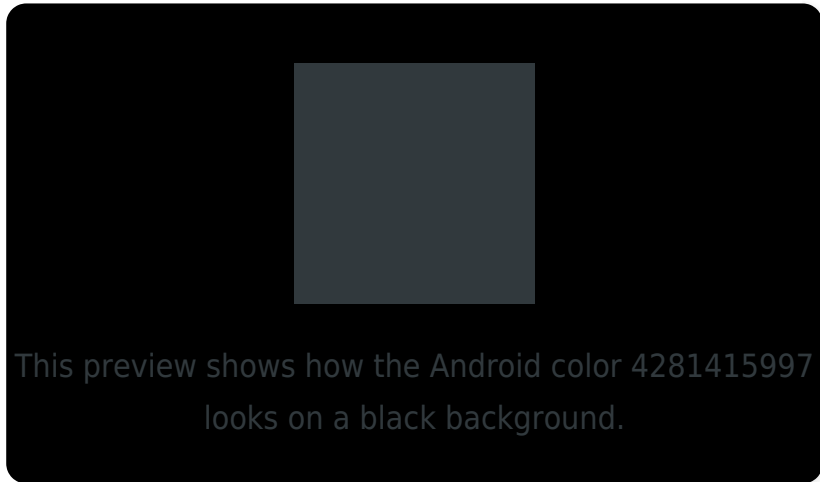 This preview shows how the Android color 4281415997
looks on a black background.